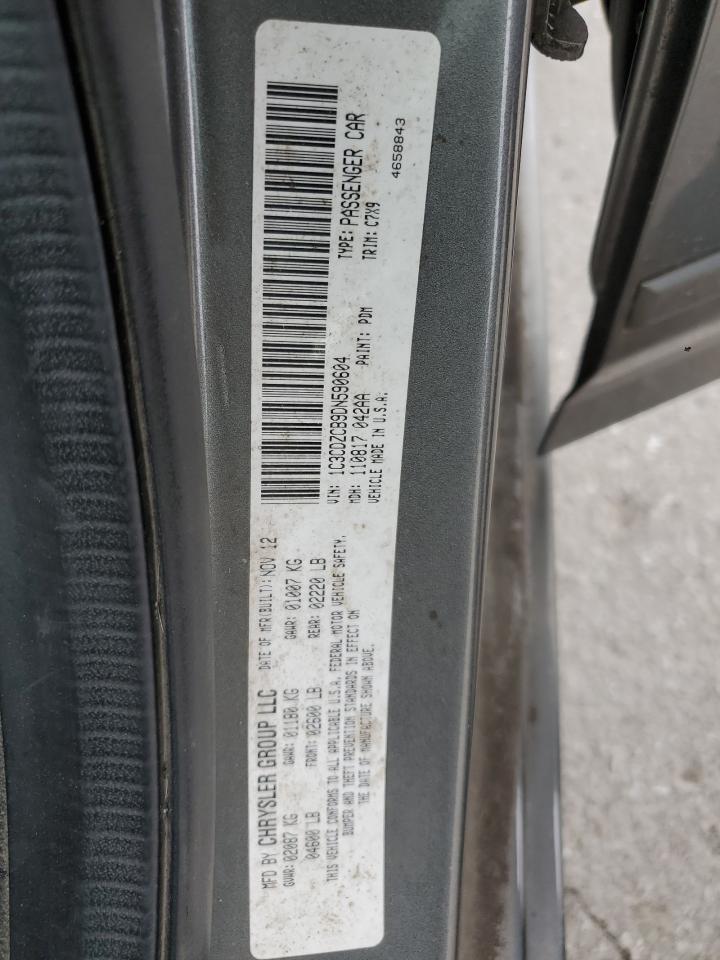 MFD BY CHRYSLER GROUP LLC DATE OF MFR(BUILT): NOV 12
GVWR: 02087 KG GAWR: 01180 KG GAWR: 01007 KG
04600 LB FRONT: 02600 LB REAR: 02220 LB
THIS VEHICLE CONFORMS TO ALL APPLICABLE U.S.A. FEDERAL MOTOR VEHICLE SAFETY,
BUMPER AND THEFT PREVENTION STANDARDS IN EFFECT ON
THE DATE OF MANUFACTURE SHOWN ABOVE.
VIN: 1C3CDZCB9DN590604 TYPE: PASSENGER CAR
MDH: 110817 042AA PAINT: PDM TRIM: C7X9
VEHICLE MADE IN U.S.A. 4658843